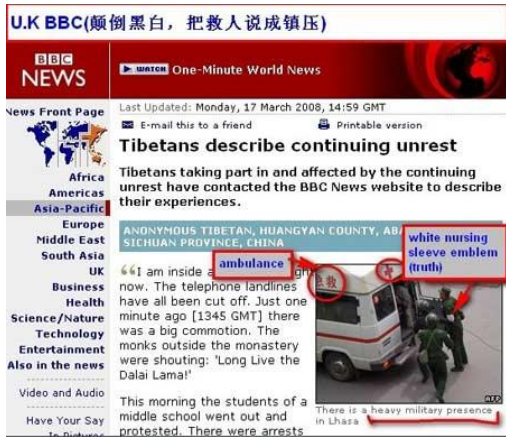 U.K BBC(颠倒黑白，把救人说成镇压)
BBC
NEWS
WATCH One-Minute World News
News Front Page
Africa
Americas
Asia-Pacific
Europe
Middle East
South Asia
UK
Business
Health
Science/Nature
Technology
Entertainment
Also in the news
Video and Audio
Have Your Say
In Pictures
Last Updated: Monday, 17 March 2008, 14:59 GMT
E-mail this to a friend
Printable version
Tibetans describe continuing unrest
Tibetans taking part in and affected by the continuing
unrest have contacted the BBC News website to describe
their experiences.
ANONYMOUS TIBETAN, HUANGYAN COUNTY, ABA
SICHUAN PROVINCE, CHINA
I am inside a
now. The telephone landlines
have all been cut off. Just one
minute ago [1345 GMT] there
was a big commotion. The
monks outside the monastery
were shouting: 'Long Live the
Dalai Lama!'
This morning the students of a
middle school went out and
protested. There were arrests
ambulance
white nursing
sleeve emblem
(truth)
急救
AFP
There is a heavy military presence
in Lhasa